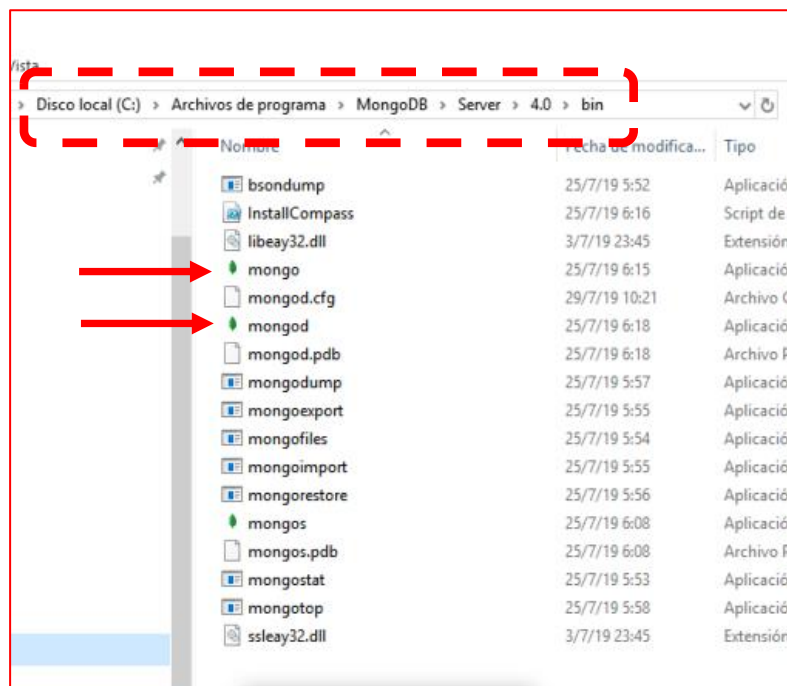 Vista
Disco local (C:) > Archivos de programa > MongoDB > Server > 4.0 > bin
Nombre Fecha de modifica... Tipo
bsondump 25/7/19 5:52 Aplicació
InstallCompass 25/7/19 6:16 Script de
libeay32.dll 3/7/19 23:45 Extensión
mongo 25/7/19 6:15 Aplicació
mongod.cfg 29/7/19 10:21 Archivo C
mongod 25/7/19 6:18 Aplicació
mongod.pdb 25/7/19 6:18 Archivo P
mongodump 25/7/19 5:57 Aplicació
mongoexport 25/7/19 5:55 Aplicació
mongofiles 25/7/19 5:54 Aplicació
mongoimport 25/7/19 5:55 Aplicació
mongorestore 25/7/19 5:56 Aplicació
mongos 25/7/19 6:08 Aplicació
mongos.pdb 25/7/19 6:08 Archivo P
mongostat 25/7/19 5:53 Aplicació
mongotop 25/7/19 5:58 Aplicació
ssleay32.dll 3/7/19 23:45 Extensión